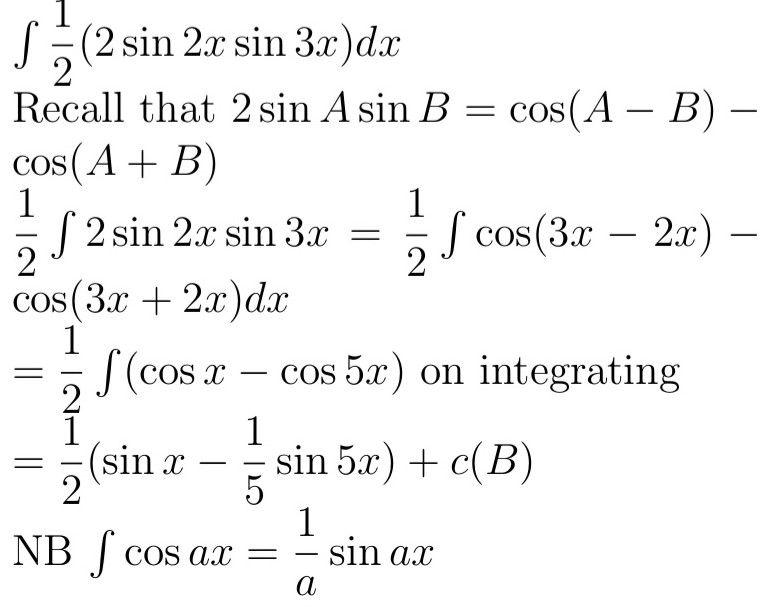 ∫ 1/2 (2 sin 2x sin 3x)dx
Recall that 2 sin A sin B = cos(A − B) −
cos(A + B)
1/2 ∫ 2 sin 2x sin 3x = 1/2 ∫ cos(3x − 2x) −
cos(3x + 2x)dx
= 1/2 ∫(cos x − cos 5x) on integrating
= 1/2 (sin x − 1/5 sin 5x) + c(B)
NB ∫ cos ax = 1/a sin ax